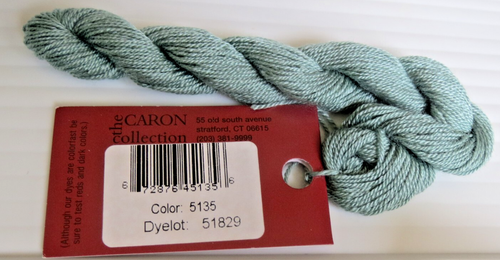 the CARON
collection
55 old south avenue
stratford, CT 06615
(203) 381-9999
(Although our dyes are colorfast be
sure to test reds and dark colors.)
6 72876 45135 6
Color: 5135
Dyelot: 51829